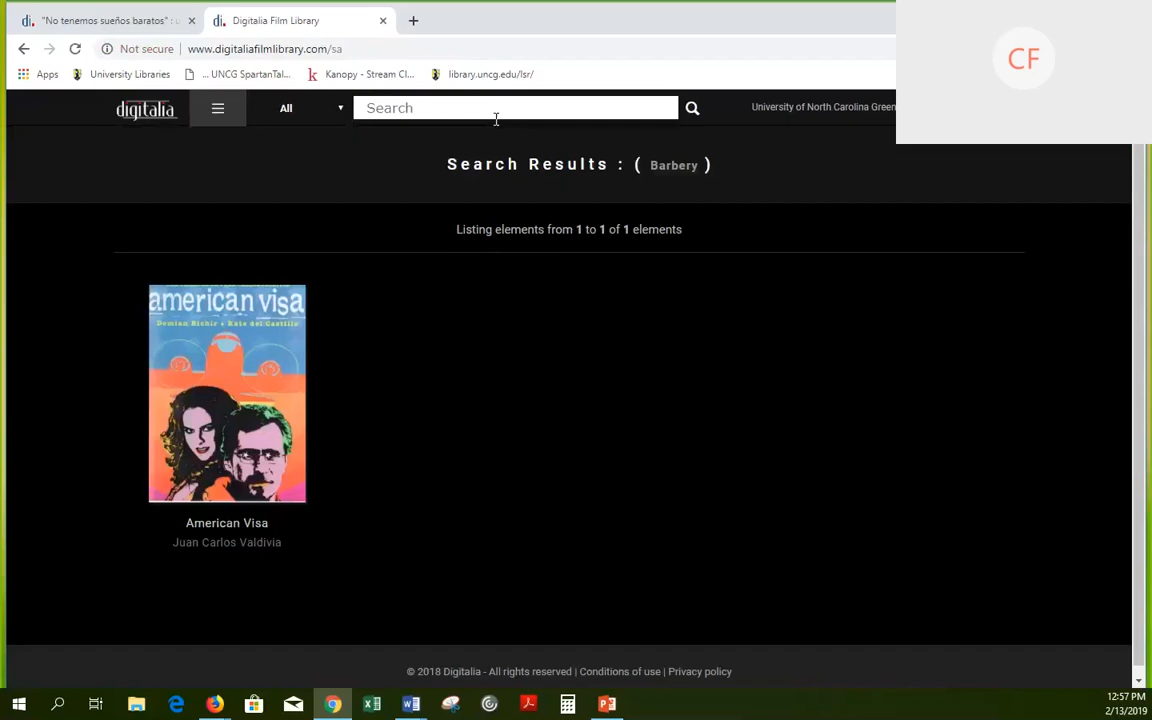 di. "No tenemos sueños baratos" : u
di. Digitalia Film Library
Not secure www.digitaliafilmlibrary.com/sa
Apps University Libraries ... UNCG SpartanTal... Kanopy - Stream Cl... library.uncg.edu/lsr/
CF
digitalia All Search University of North Carolina Green
Search Results : ( Barbery )
Listing elements from 1 to 1 of 1 elements
american visa
Demian Bichir + Kate del Castillo
American Visa
Juan Carlos Valdivia
© 2018 Digitalia - All rights reserved | Conditions of use | Privacy policy
12:57 PM
2/13/2019